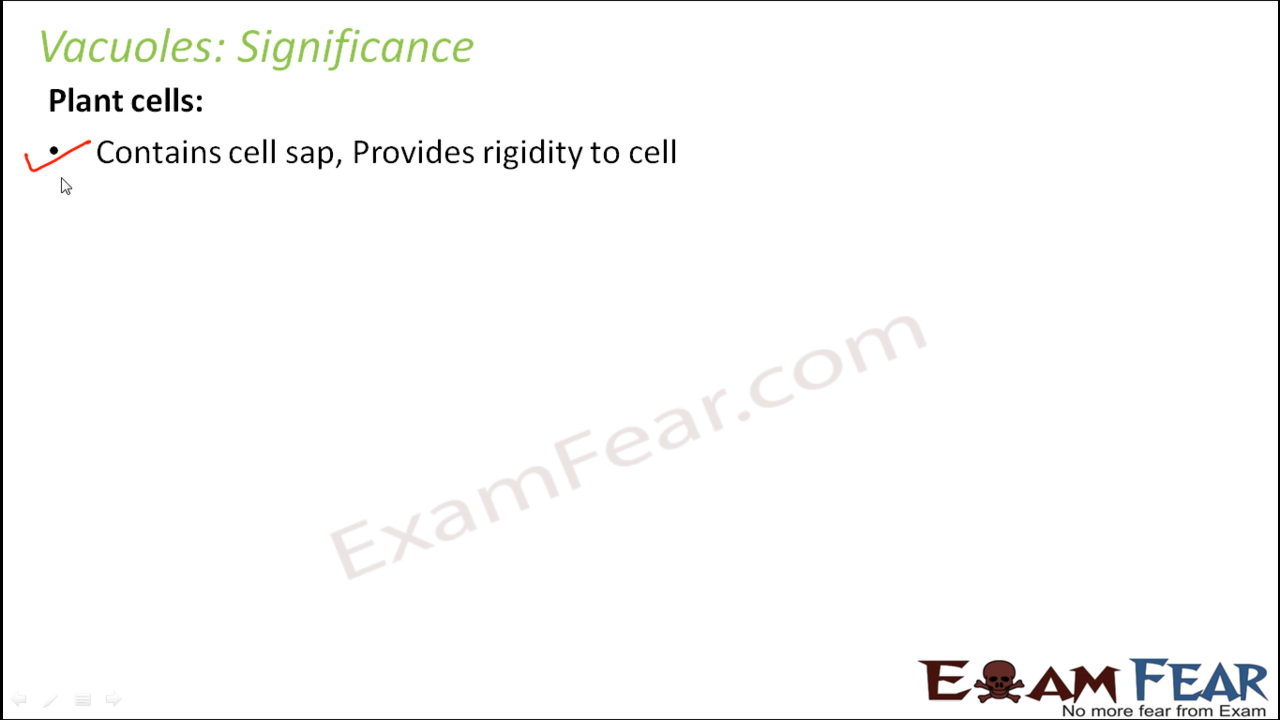 Vacuoles: Significance
Plant cells:
• Contains cell sap, Provides rigidity to cell
ExamFear.com
EXAM FEAR
No more fear from Exam